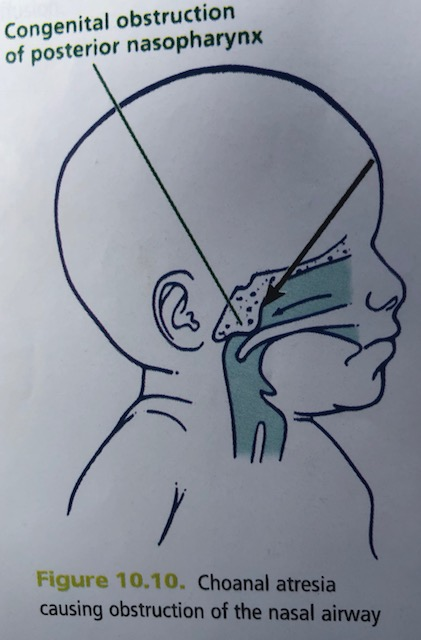 Congenital obstruction
of posterior nasopharynx
Figure 10.10. Choanal atresia
causing obstruction of the nasal airway